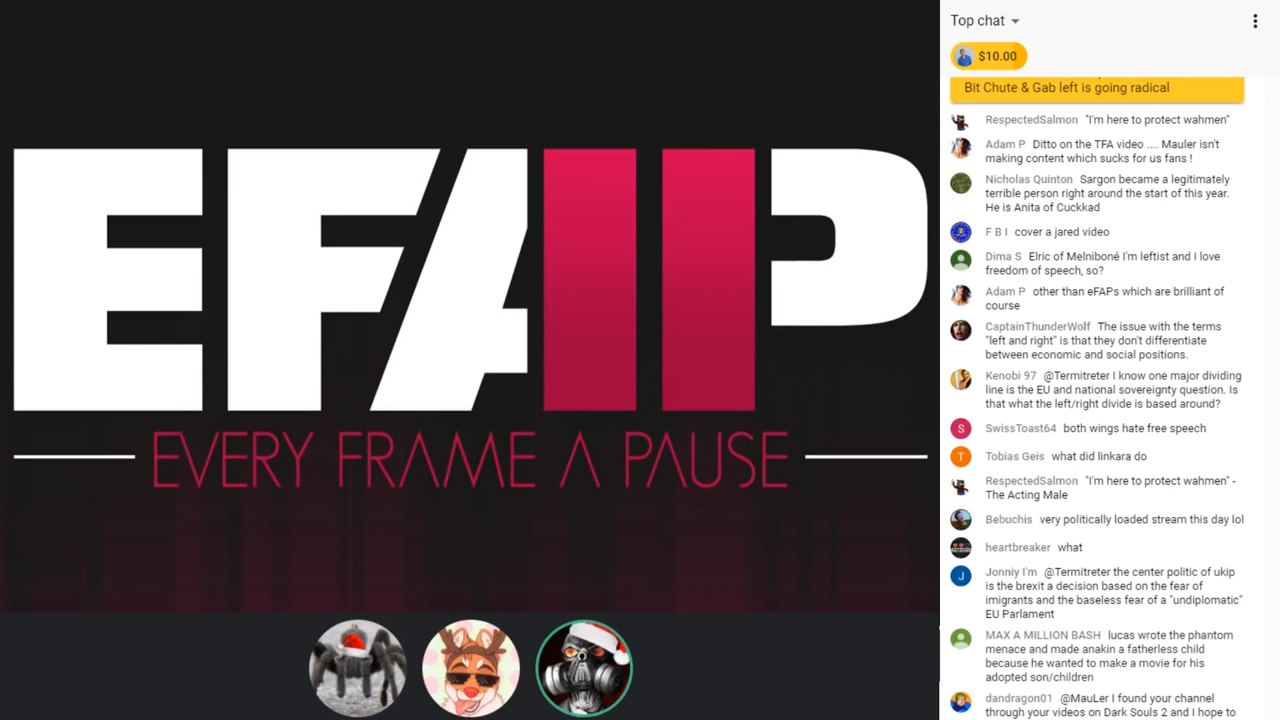 EFAP
EVERY FRAME A PAUSE
Top chat
$10.00
Bit Chute & Gab left is going radical
RespectedSalmon "I'm here to protect wahmen"
Adam P Ditto on the TFA video .... Mauler isn't
making content which sucks for us fans !
Nicholas Quinton Sargon became a legitimately
terrible person right around the start of this year.
He is Anita of Cuckkad
F B I cover a jared video
Dima S Elric of Melniboné I'm leftist and I love
freedom of speech, so?
Adam P other than eFAPs which are brilliant of
course
CaptainThunderWolf The issue with the terms
"left and right" is that they don't differentiate
between economic and social positions.
Kenobi 97 @Termitreter I know one major dividing
line is the EU and national sovereignty question. Is
that what the left/right divide is based around?
S
SwissToast64 both wings hate free speech
T
Tobias Geis what did linkara do
RespectedSalmon "I'm here to protect wahmen" -
The Acting Male
Bebuchis very politically loaded stream this day lol
heartbreaker what
J
Jonniy I'm @Termitreter the center politic of ukip
is the brexit a decision based on the fear of
imigrants and the baseless fear of a "undiplomatic"
EU Parlament
MAX A MILLION BASH lucas wrote the phantom
menace and made anakin a fatherless child
because he wanted to make a movie for his
adopted son/children
dandragon01 @MauLer I found your channel
through your videos on Dark Souls 2 and I hope to